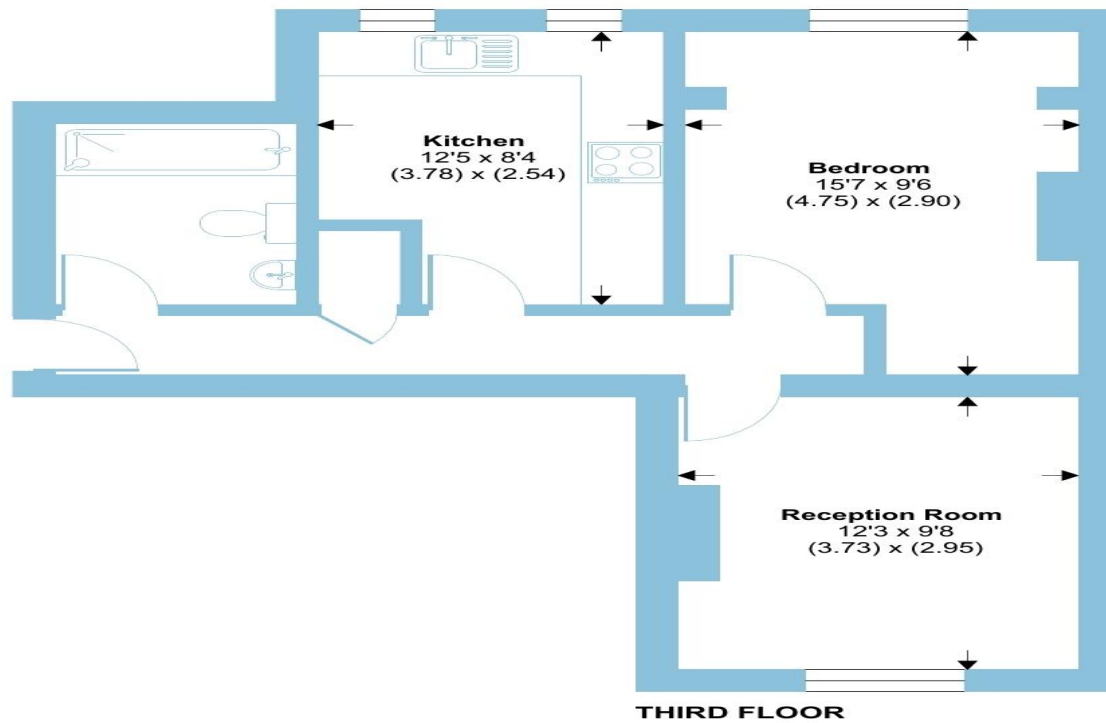 Kitchen
12'5 x 8'4
(3.78) x (2.54)
Bedroom
15'7 x 9'6
(4.75) x (2.90)
Reception Room
12'3 x 9'8
(3.73) x (2.95)
THIRD FLOOR